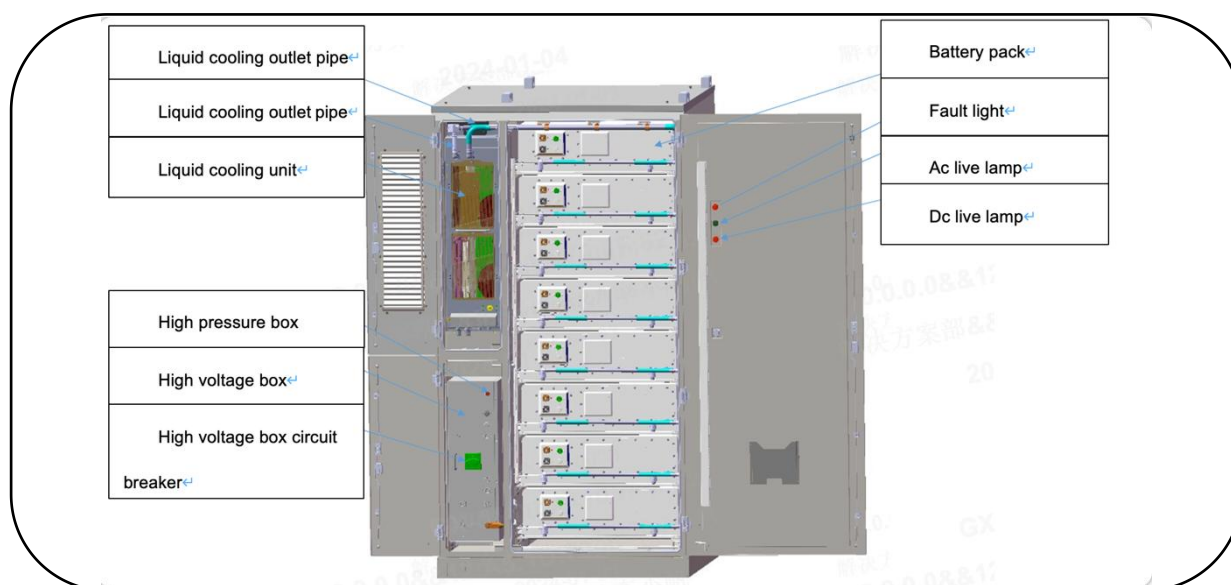 Liquid cooling outlet pipe↵
Liquid cooling outlet pipe↵
Liquid cooling unit↵
High pressure box
High voltage box↵
High voltage box circuit
breaker↵
Battery pack
Fault light↵
Ac live lamp↵
Dc live lamp↵
2024-01-04